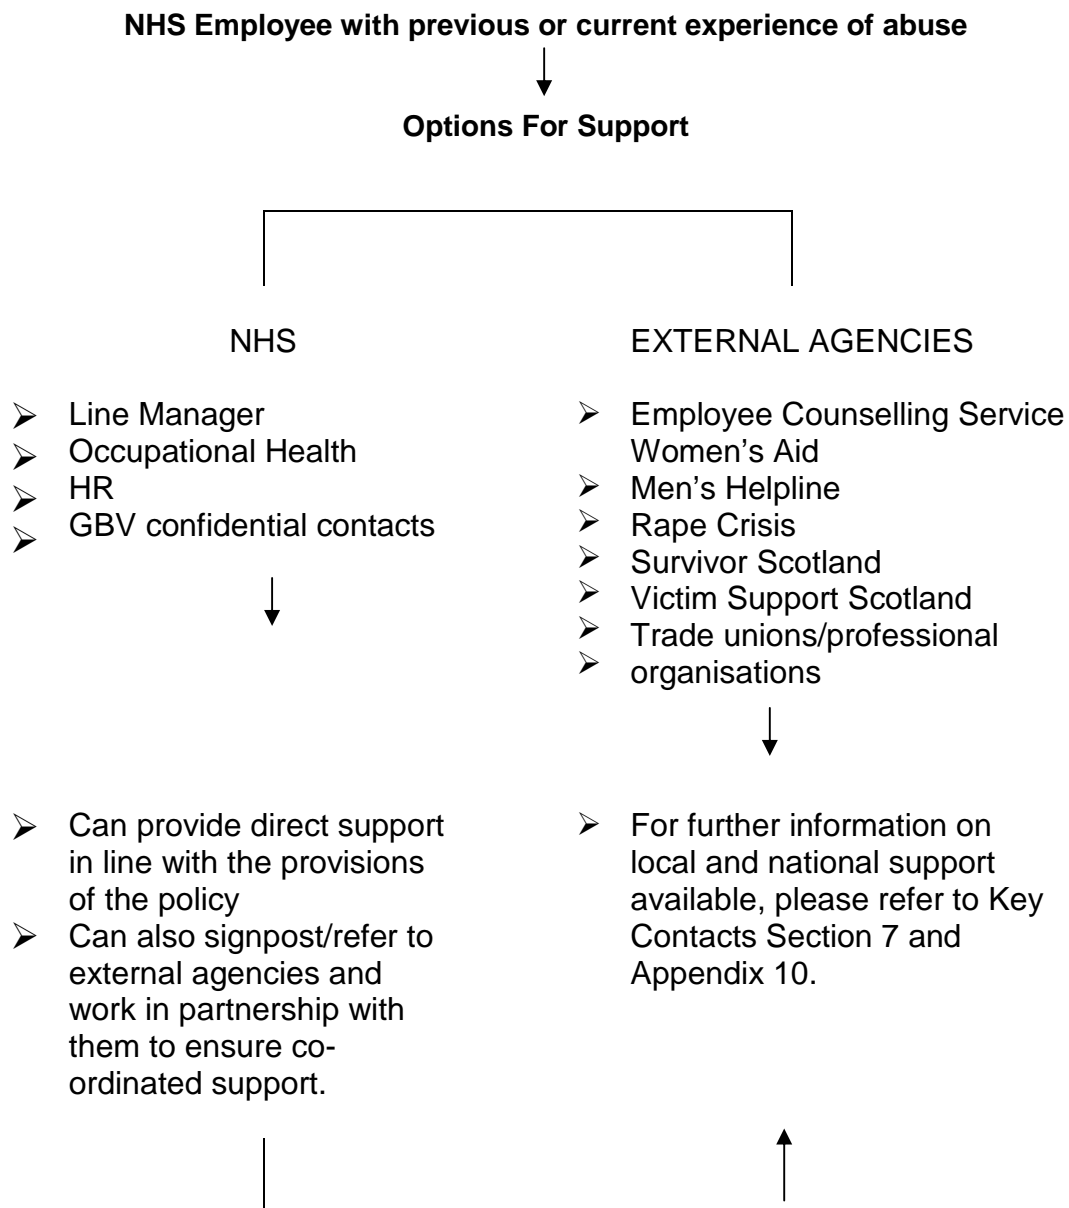 NHS Employee with previous or current experience of abuse
Options For Support
NHS
➢ Line Manager
➢ Occupational Health
➢ HR
➢ GBV confidential contacts
EXTERNAL AGENCIES
➢ Employee Counselling Service
Women's Aid
➢ Men's Helpline
➢ Rape Crisis
➢ Survivor Scotland
➢ Victim Support Scotland
➢ Trade unions/professional
➢ organisations
➢ Can provide direct support
in line with the provisions
of the policy
➢ Can also signpost/refer to
external agencies and
work in partnership with
them to ensure co-
ordinated support.
➢ For further information on
local and national support
available, please refer to Key
Contacts Section 7 and
Appendix 10.